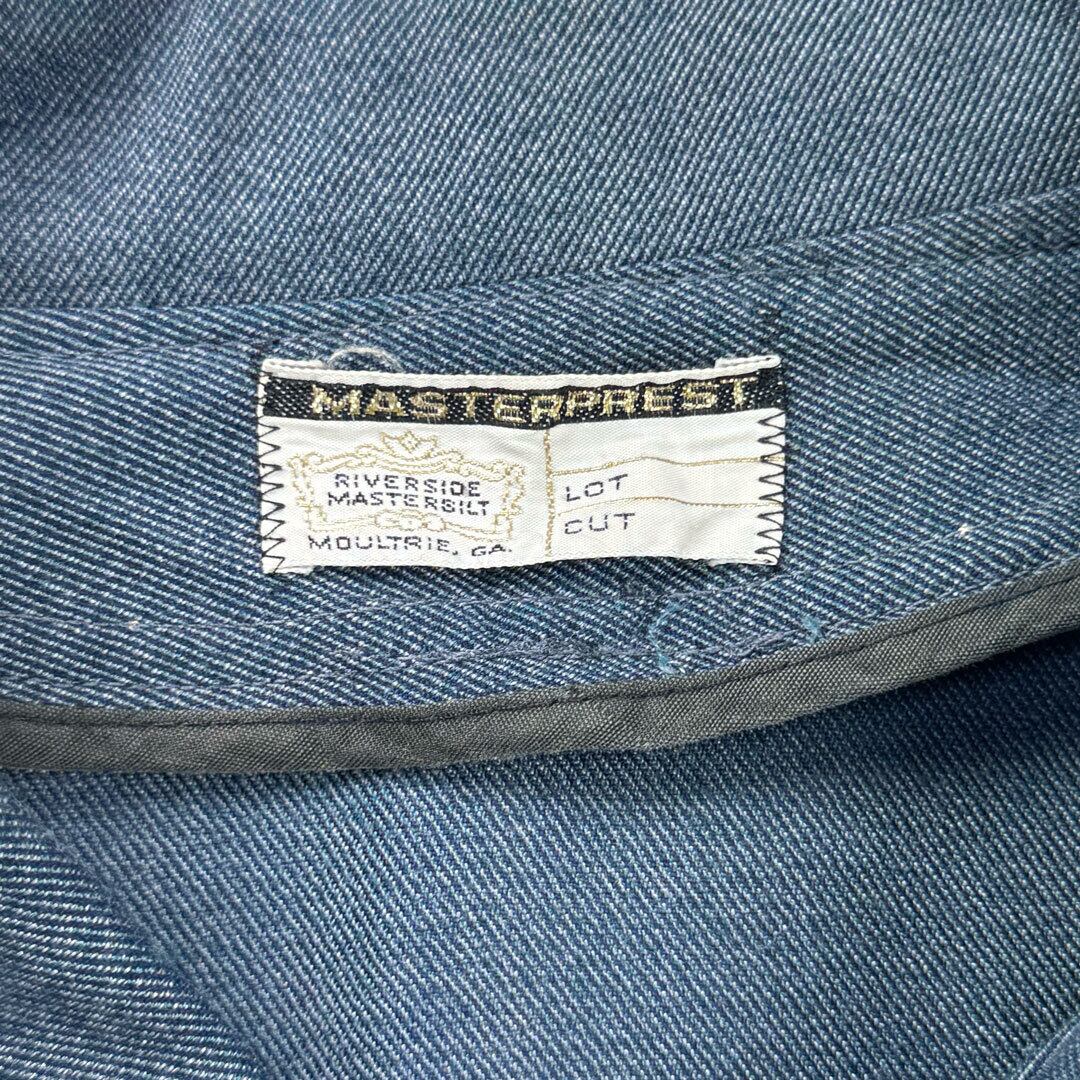 MASTERPREST
RIVERSIDE
MASTERBILT
MOULTRIE, GA.
LOT
CUT